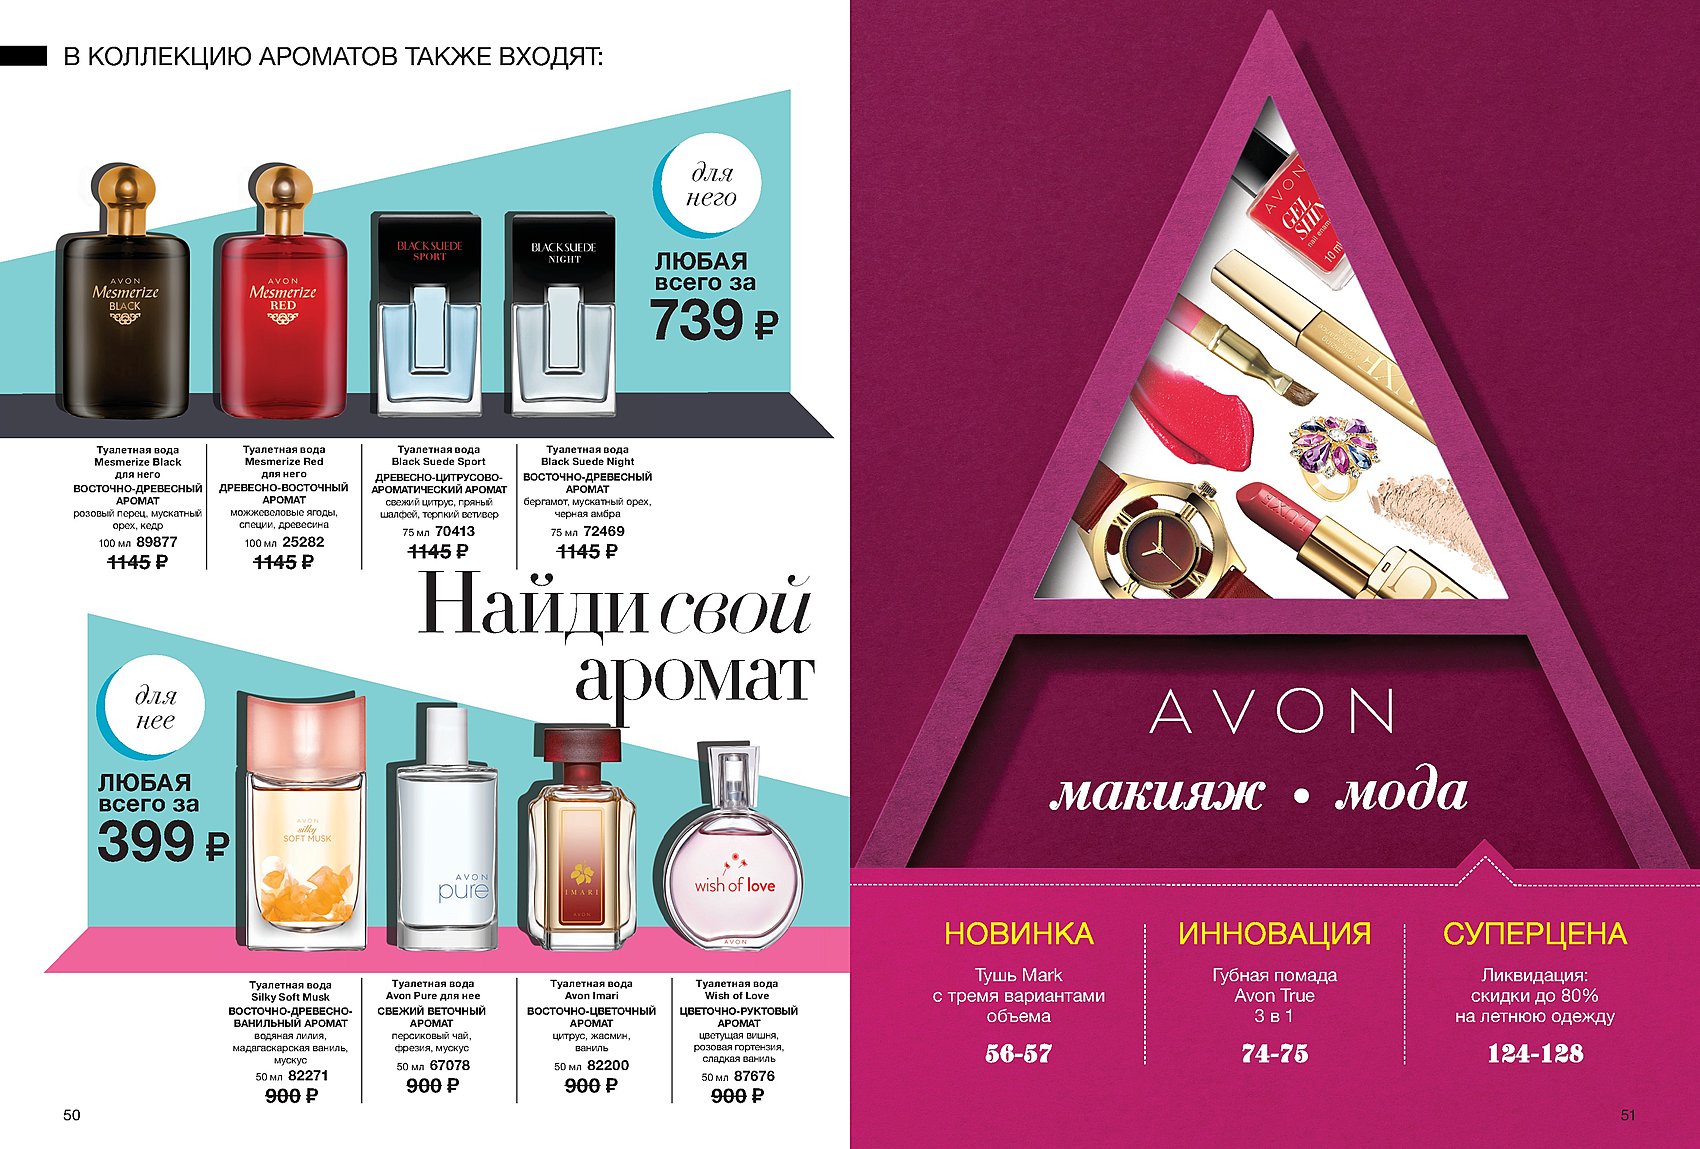 В КОЛЛЕКЦИЮ АРОМАТОВ ТАКЖЕ ВХОДЯТ:
для
него
ЛЮБАЯ
всего за
739 ₽
AVON
Mesmerize
BLACK
AVON
Mesmerize
RED
BLACK SUEDE
SPORT
BLACK SUEDE
NIGHT
Туалетная вода
Mesmerize Black
для него
ВОСТОЧНО-ДРЕВЕСНЫЙ
АРОМАТ
розовый перец, мускатный
орех, кедр
100 мл 89877
1145 ₽
Туалетная вода
Mesmerize Red
для него
ДРЕВЕСНО-ВОСТОЧНЫЙ
АРОМАТ
можжевеловые ягоды,
специи, древесина
100 мл 25282
1145 ₽
Туалетная вода
Black Suede Sport
ДРЕВЕСНО-ЦИТРУСОВО-
АРОМАТИЧЕСКИЙ АРОМАТ
свежий цитрус, пряный
шалфей, терпкий ветивер
75 мл 70413
1145 ₽
Туалетная вода
Black Suede Night
ВОСТОЧНО-ДРЕВЕСНЫЙ
АРОМАТ
бергамот, мускатный орех,
черная амбра
75 мл 72469
1145 ₽
Найди свой
аромат
для
нее
ЛЮБАЯ
всего за
399 ₽
AVON
silky
SOFT MUSK
AVON
pure
IMARI
AVON
wish of love
AVON
Туалетная вода
Silky Soft Musk
ВОСТОЧНО-ДРЕВЕСНО-
ВАНИЛЬНЫЙ АРОМАТ
водяная лилия,
мадагаскарская ваниль,
мускус
50 мл 82271
900 ₽
Туалетная вода
Avon Pure для нее
СВЕЖИЙ ВЕТОЧНЫЙ
АРОМАТ
персиковый чай,
фрезия, мускус
50 мл 67078
900 ₽
Туалетная вода
Avon Imari
ВОСТОЧНО-ЦВЕТОЧНЫЙ
АРОМАТ
цитрус, жасмин,
ваниль
50 мл 82200
900 ₽
Туалетная вода
Wish of Love
ЦВЕТОЧНО-РУКТОВЫЙ
АРОМАТ
цветущая вишня,
розовая гортензия,
сладкая ваниль
50 мл 87676
900 ₽
50
AVON
GEL
SHIN
nail enam
10 ml
LUXE
AVON
макияж • мода
НОВИНКА
Тушь Mark
с тремя вариантами
объема
56-57
ИННОВАЦИЯ
Губная помада
Avon True
3 в 1
74-75
СУПЕРЦЕНА
Ликвидация:
скидки до 80%
на летнюю одежду
124-128
51